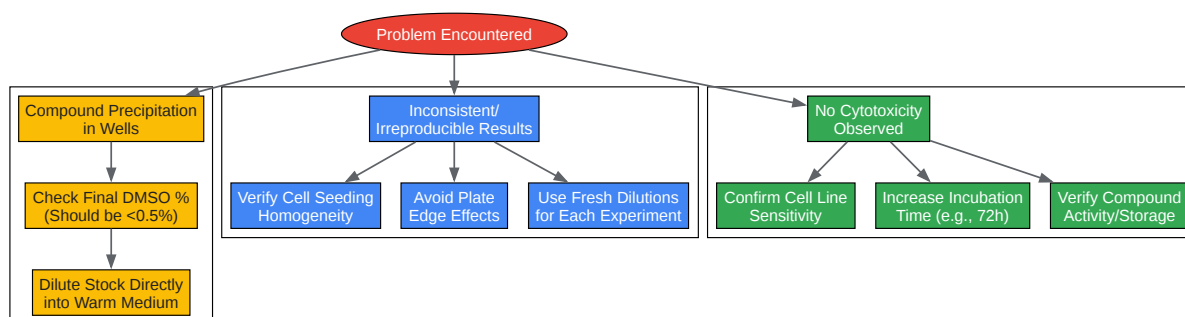 Problem Encountered
Compound Precipitation
in Wells
Inconsistent/
Irreproducible Results
No Cytotoxicity
Observed
Check Final DMSO %
(Should be <0.5%)
Verify Cell Seeding
Homogeneity
Avoid Plate
Edge Effects
Use Fresh Dilutions
for Each Experiment
Confirm Cell Line
Sensitivity
Increase Incubation
Time (e.g., 72h)
Verify Compound
Activity/Storage
Dilute Stock Directly
into Warm Medium